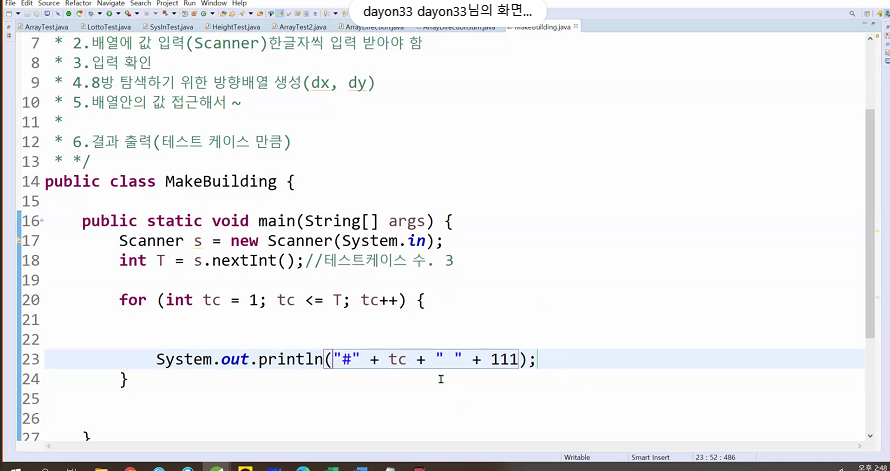 dayon33 dayon33님의 화면...
File Edit Source Refactor Navigate Search Project Run Window Help
ArrayTest.java LottoTest.java SysInTest.java HeightTest.java ArrayTest2.java MakeBuilding.java
7 * 2.배열에 값 입력(Scanner)한글자씩 입력 받아야 함
8 * 3.입력 확인
9 * 4.8방 탐색하기 위한 방향배열 생성(dx, dy)
10 * 5.배열안의 값 접근해서 ~
11 *
12 * 6.결과 출력(테스트 케이스 만큼)
13 * */
14 public class MakeBuilding {
15
16 public static void main(String[] args) {
17 Scanner s = new Scanner(System.in);
18 int T = s.nextInt();//테스트케이스 수. 3
19
20 for (int tc = 1; tc <= T; tc++) {
21
22
23 System.out.println("#" + tc + " " + 111);
24 }
25
26
27 }
Writable Smart Insert 23 : 52 : 486
오후 2:48